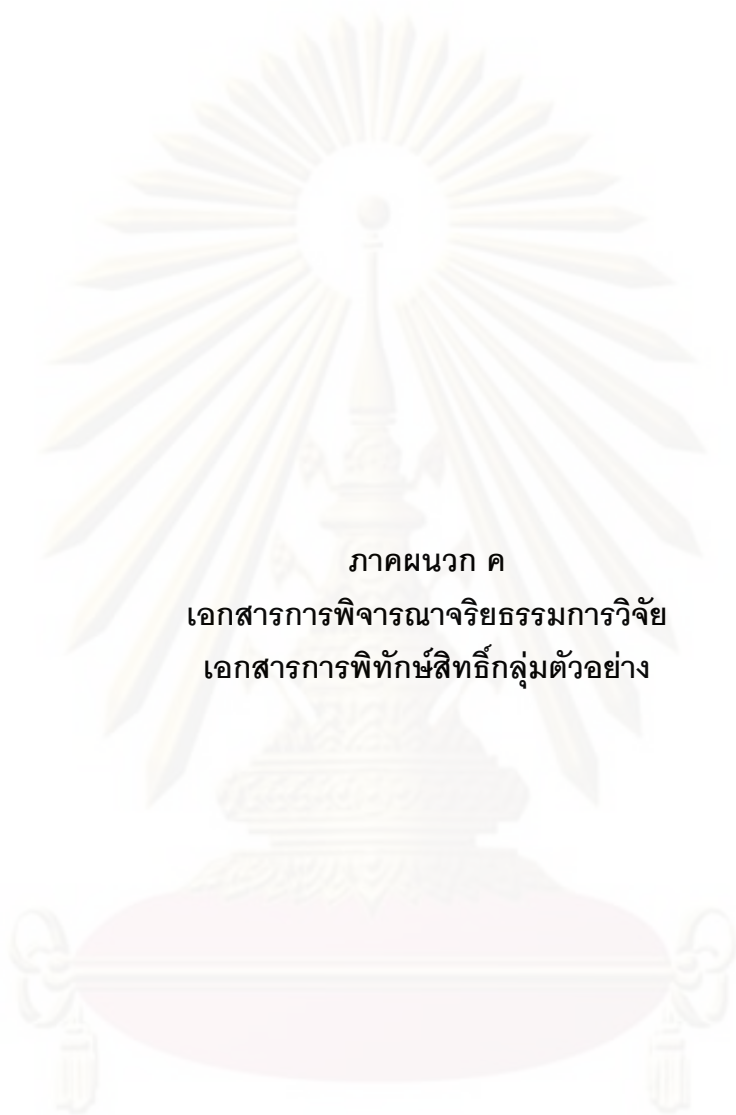 ภาคผนวก ค
เอกสารการพิจารณาจริยธรรมการวิจัย
เอกสารการพิทักษ์สิทธิ์กลุ่มตัวอย่าง